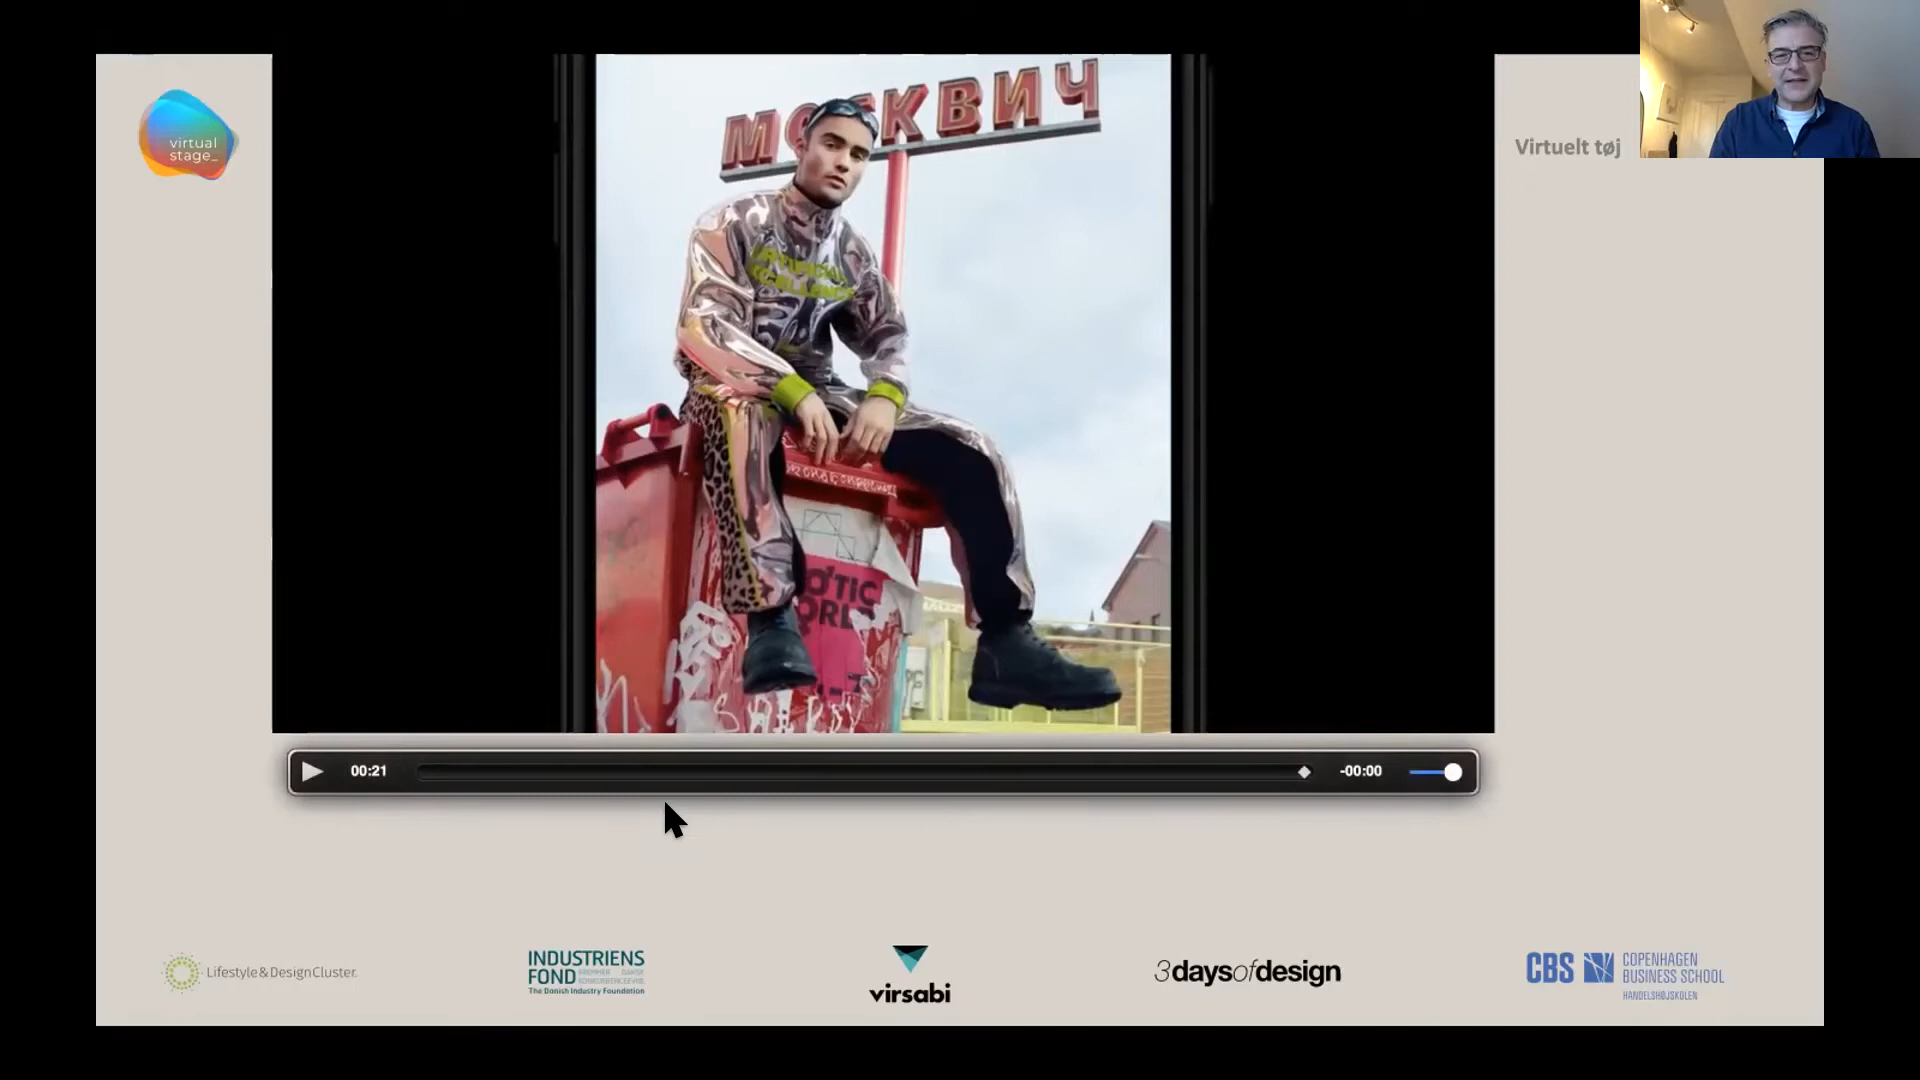 МОСКВИЧ
virtual
stage_
Virtuelt tøj
00:21
-00:00
Lifestyle & DesignCluster.
INDUSTRIENS
FOND
The Danish Industry Foundation
virsabi
3daysofdesign
CBS
COPENHAGEN
BUSINESS SCHOOL
HANDELSHØJSKOLEN